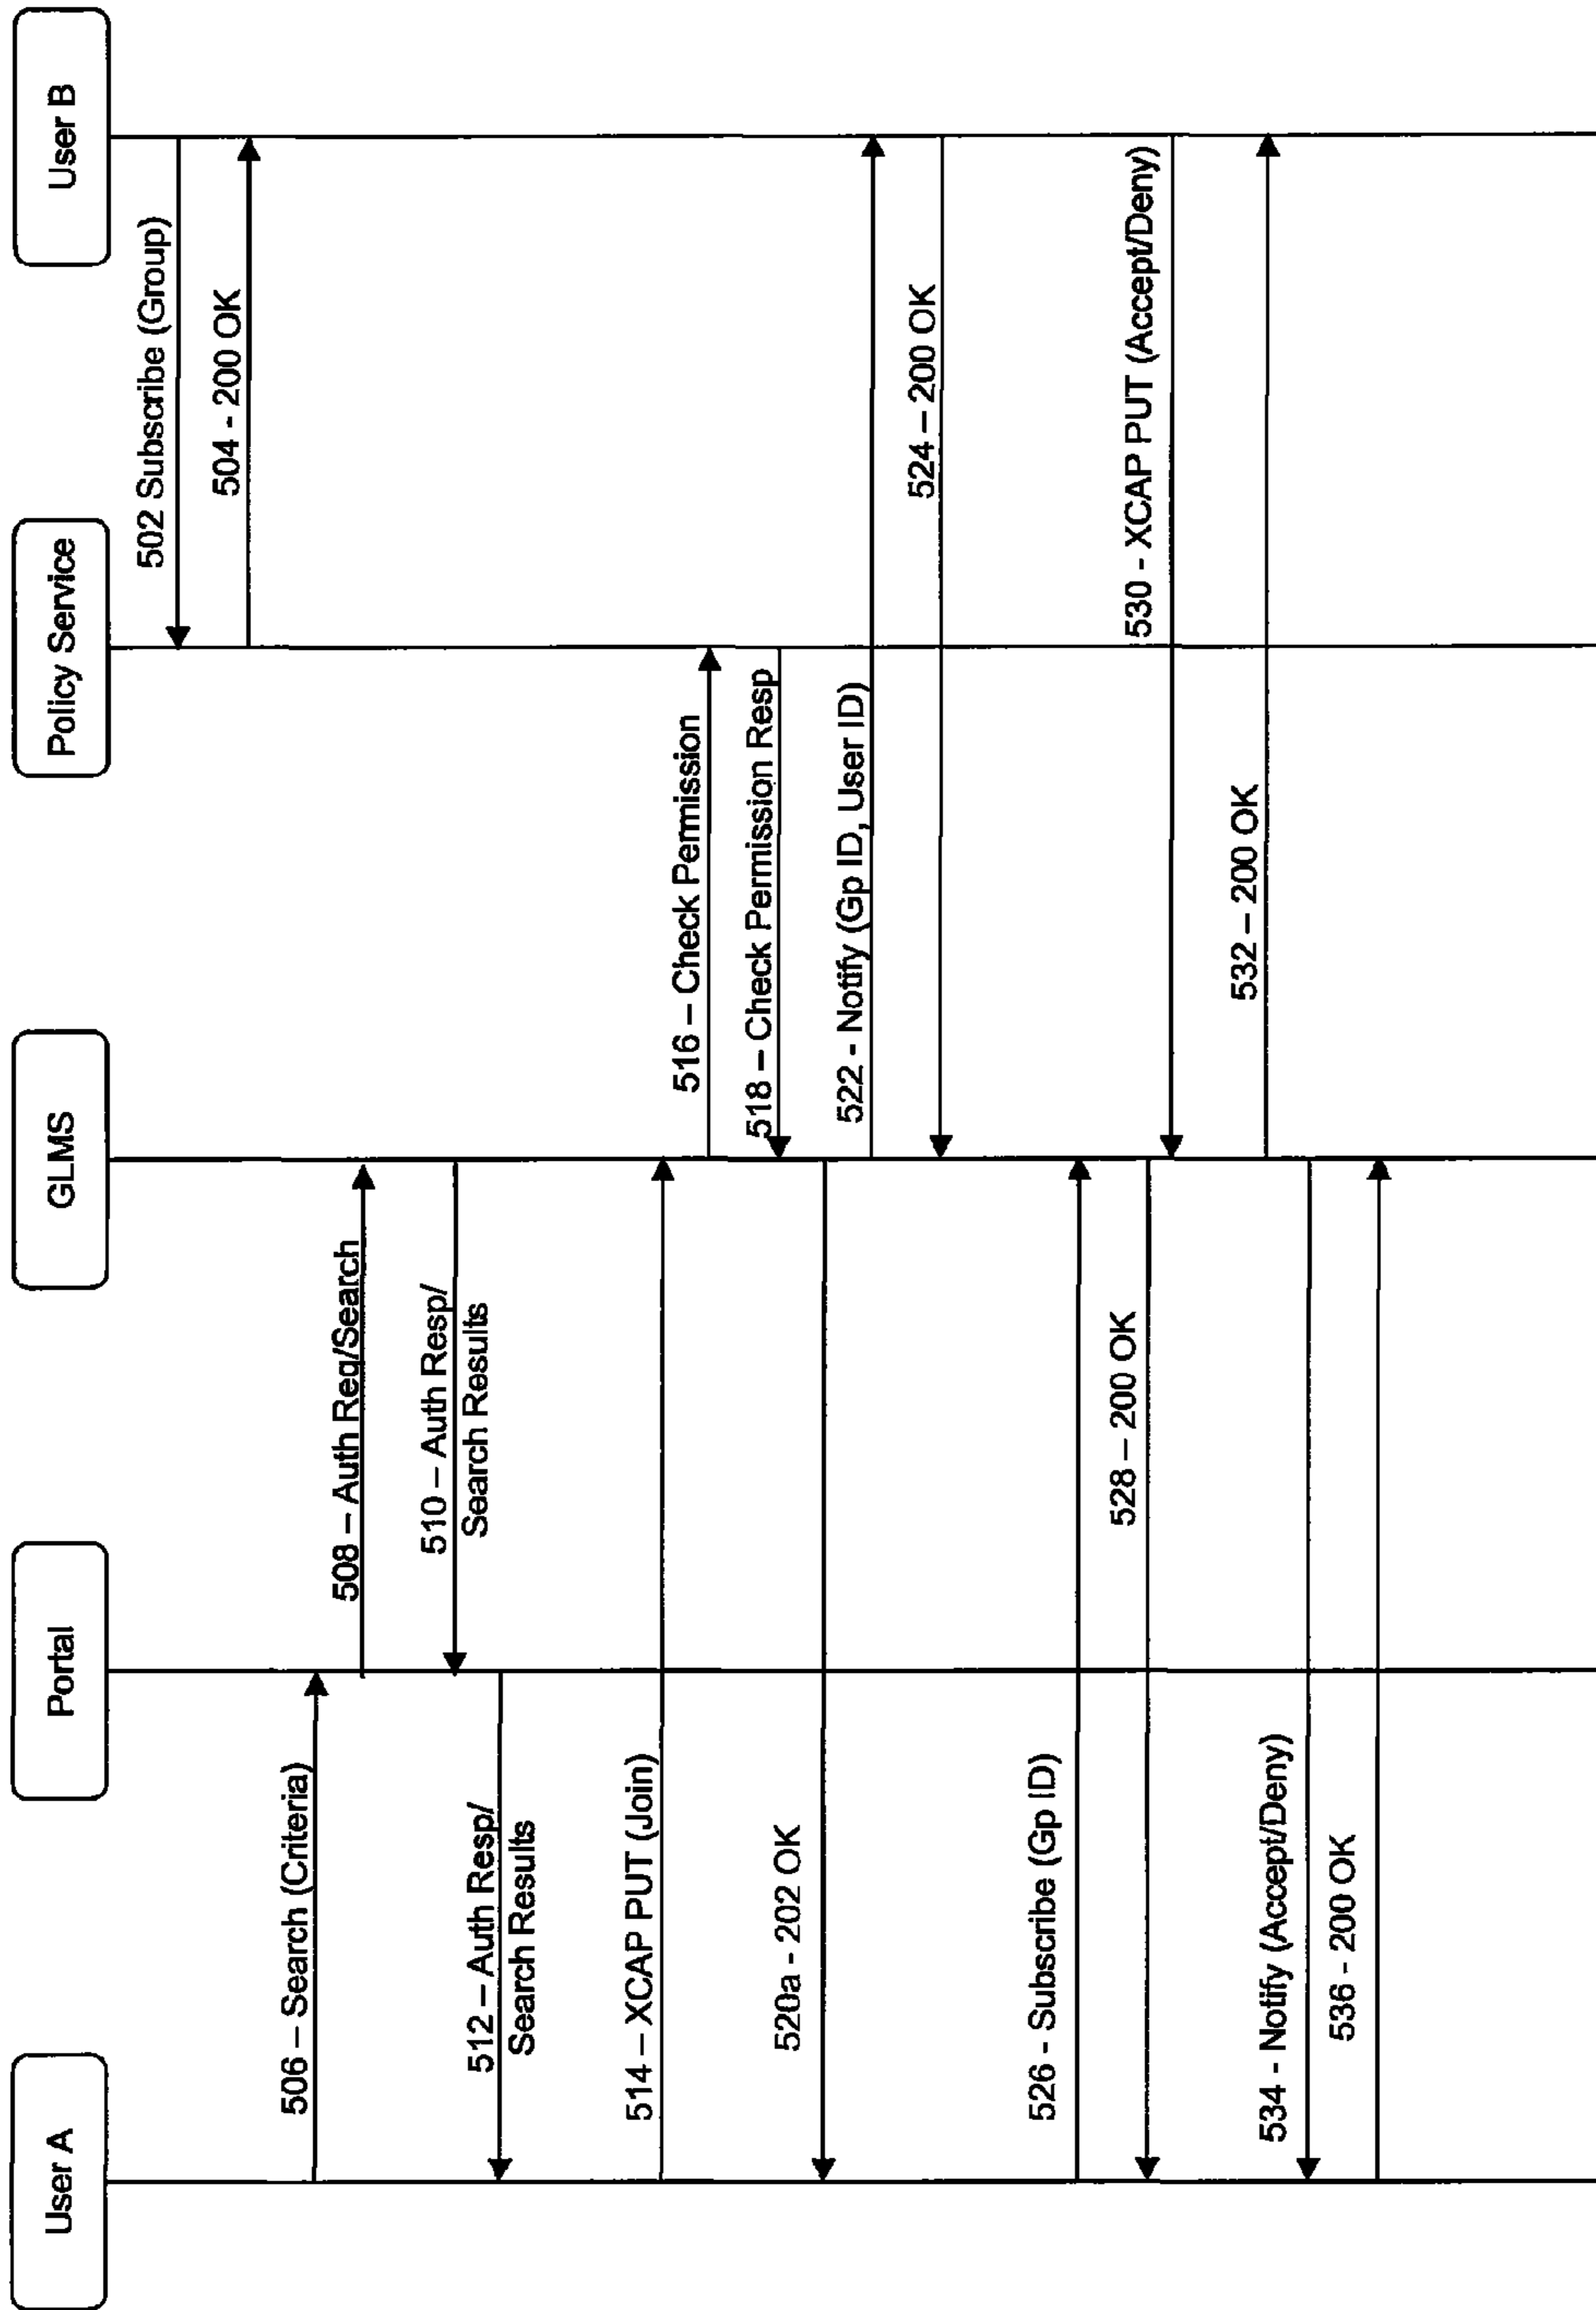 User A
Portal
GLMS
Policy Service
User B
502 Subscribe (Group)
504 - 200 OK
506 – Search (Criteria)
508 – Auth Req/Search
510 – Auth Resp/
Search Results
512 – Auth Resp/
Search Results
514 – XCAP PUT (Join)
516 – Check Permission
518 – Check Permission Resp
520a - 202 OK
522 - Notify (Gp ID, User ID)
524 – 200 OK
526 - Subscribe (Gp ID)
528 – 200 OK
530 - XCAP PUT (Accept/Deny)
532 – 200 OK
534 - Notify (Accept/Deny)
536 - 200 OK